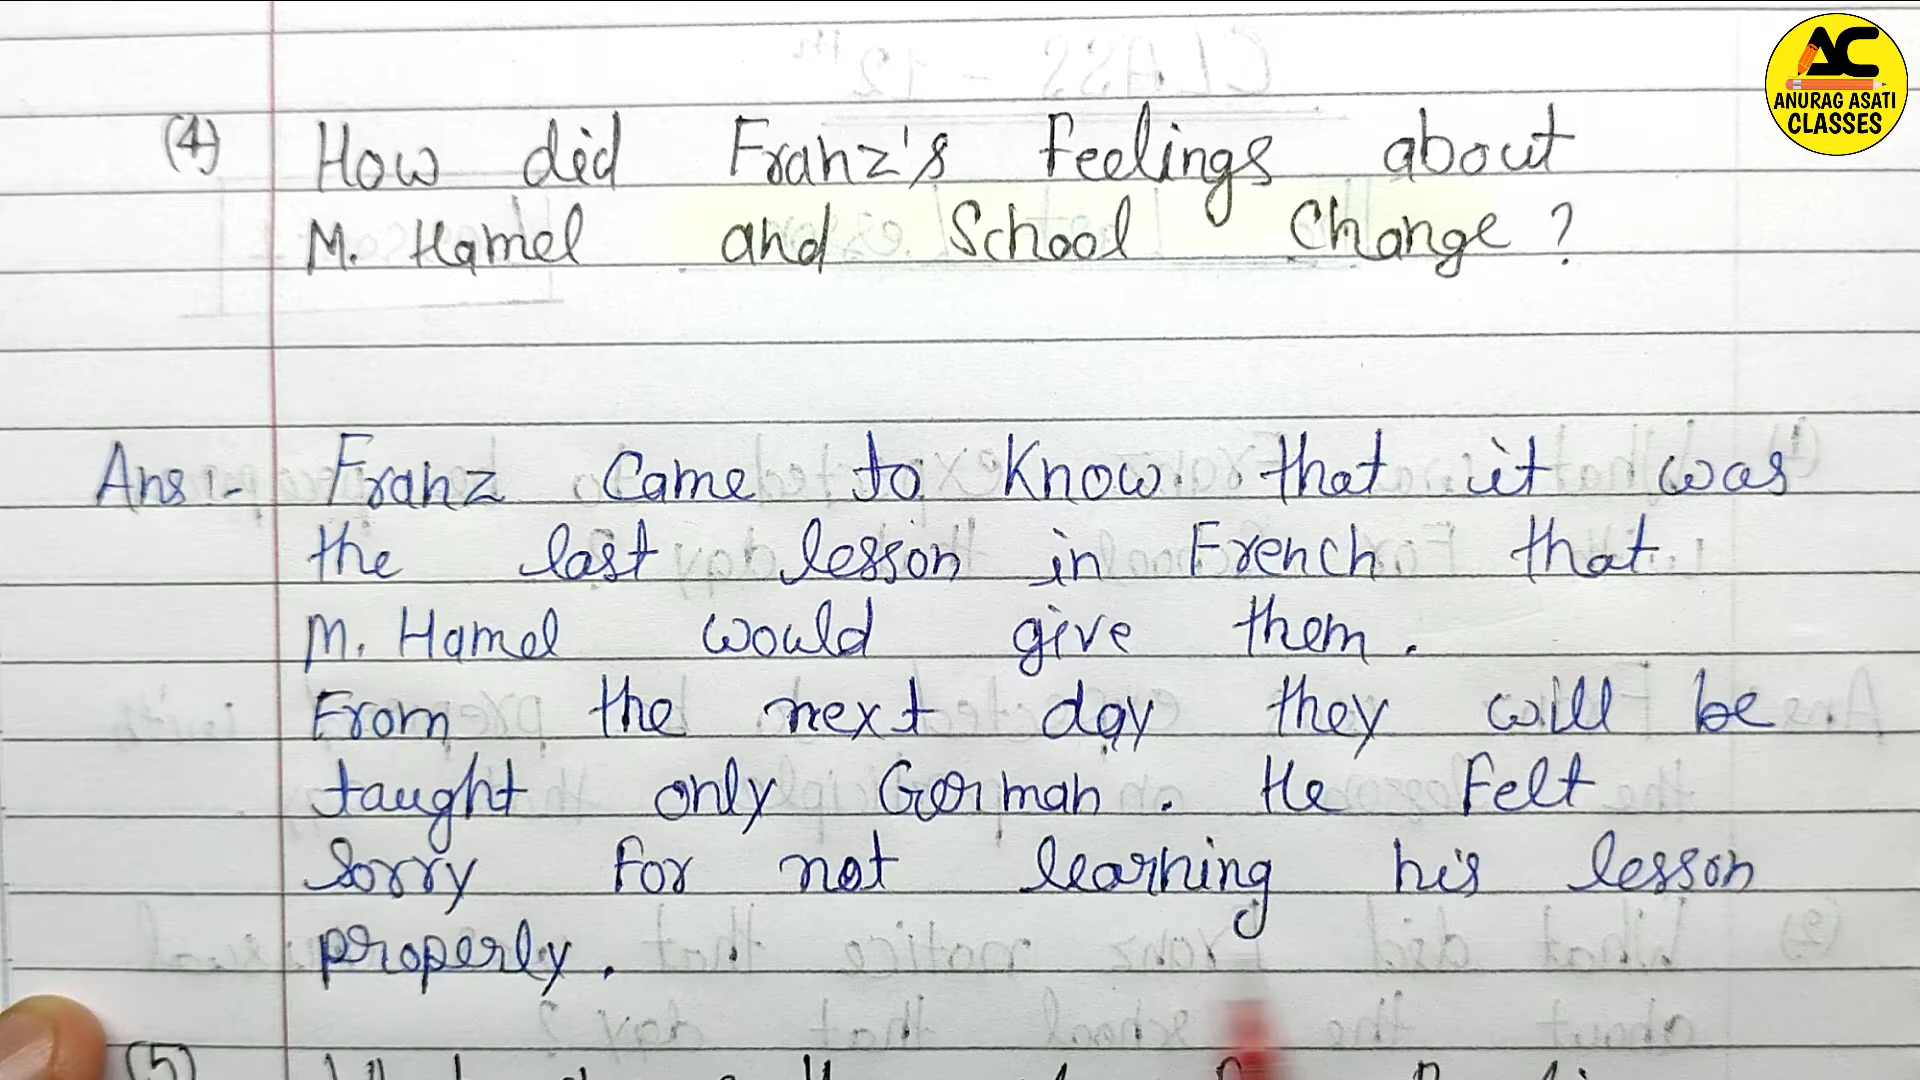 AC
ANURAG ASATI
CLASSES
(4) How did Franz's Feelings about
M. Hamel and School Change ?
Ans :- Franz Came to Know that it was
the last lesson in French that
M. Hamel would give them.
From the next day they will be
taught only German. He Felt
Sorry For not learning his lesson
properly.
(5)